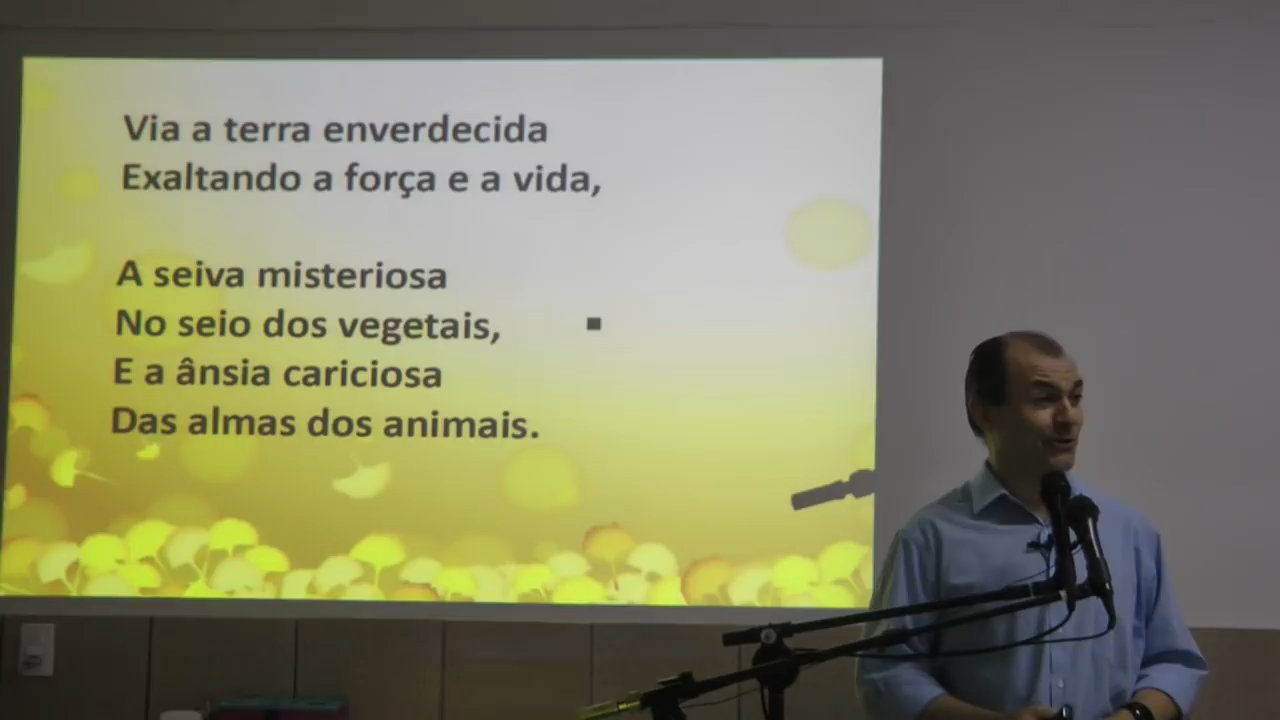 Via a terra enverdecida
Exaltando a força e a vida,
A seiva misteriosa
No seio dos vegetais,
E a ânsia cariciosa
Das almas dos animais.